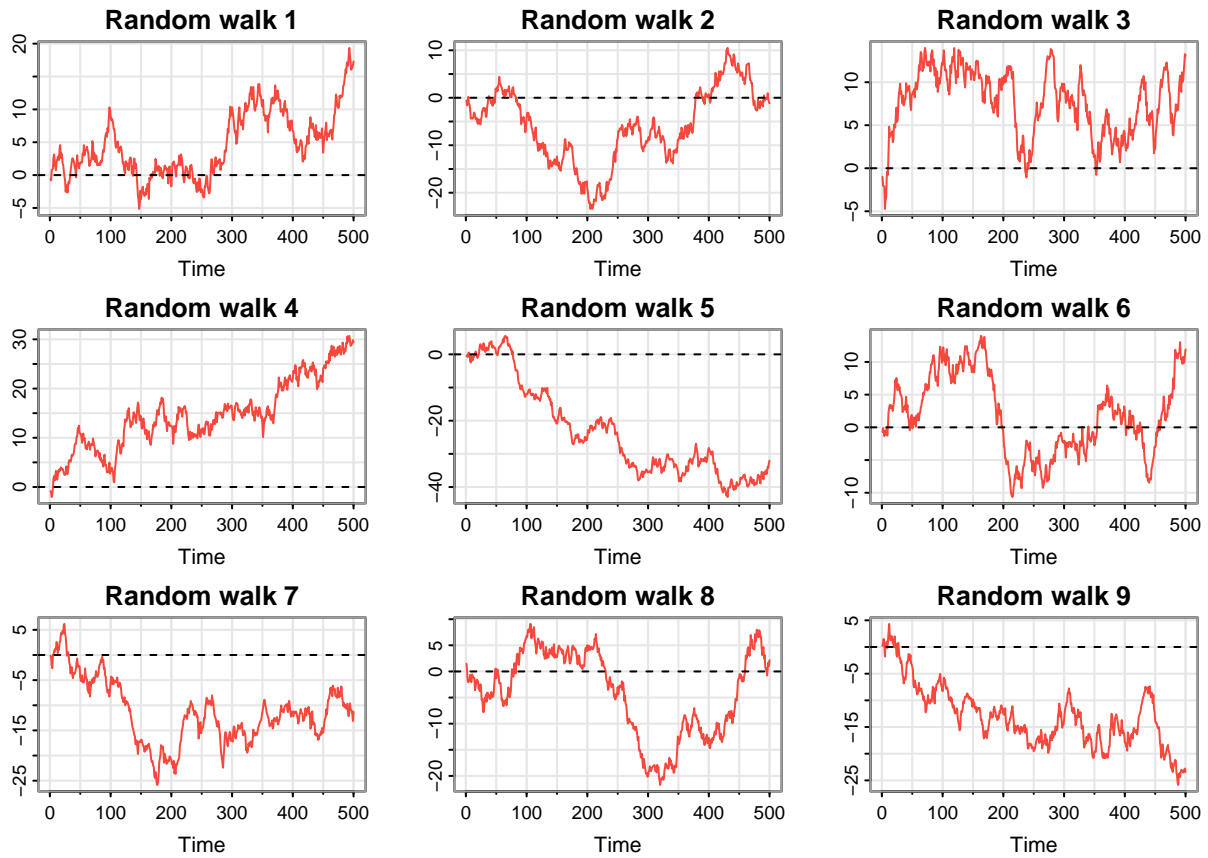 Random walk 1
20
10
5
0
−5
0 100 200 300 400 500
Time
Random walk 2
10
0
−10
−20
0 100 200 300 400 500
Time
Random walk 3
10
5
0
−5
0 100 200 300 400 500
Time
Random walk 4
30
20
10
0
0 100 200 300 400 500
Time
Random walk 5
0
−20
−40
0 100 200 300 400 500
Time
Random walk 6
10
5
0
−10
0 100 200 300 400 500
Time
Random walk 7
5
−5
−15
−25
0 100 200 300 400 500
Time
Random walk 8
5
0
−10
−20
0 100 200 300 400 500
Time
Random walk 9
5
−5
−15
−25
0 100 200 300 400 500
Time